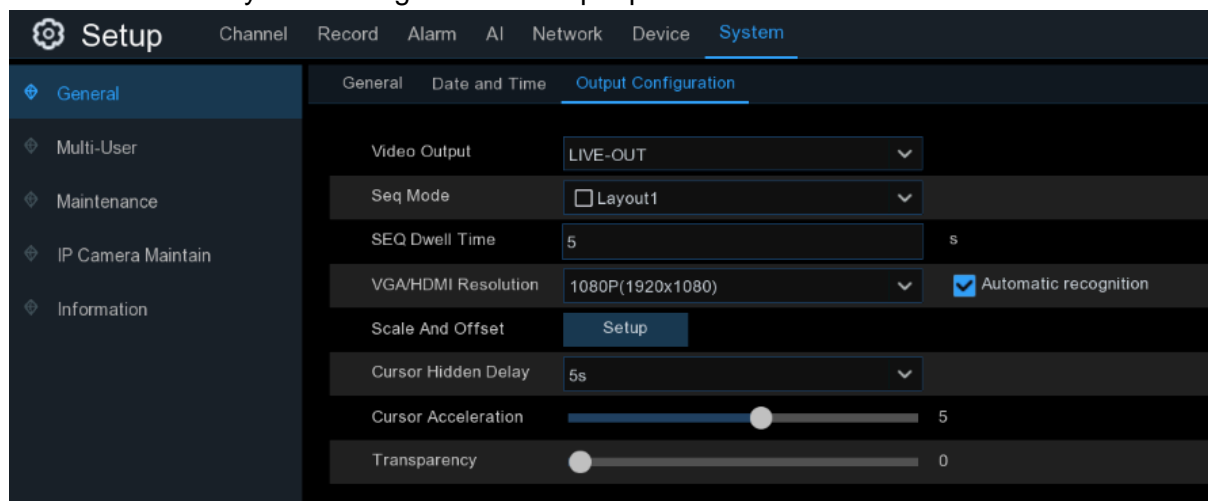 Setup Channel Record Alarm AI Network Device System
General Date and Time Output Configuration
General
Multi-User
Maintenance
IP Camera Maintain
Information
Video Output LIVE-OUT
Seq Mode Layout1
SEQ Dwell Time 5 s
VGA/HDMI Resolution 1080P(1920x1080) Automatic recognition
Scale And Offset Setup
Cursor Hidden Delay 5s
Cursor Acceleration 5
Transparency 0